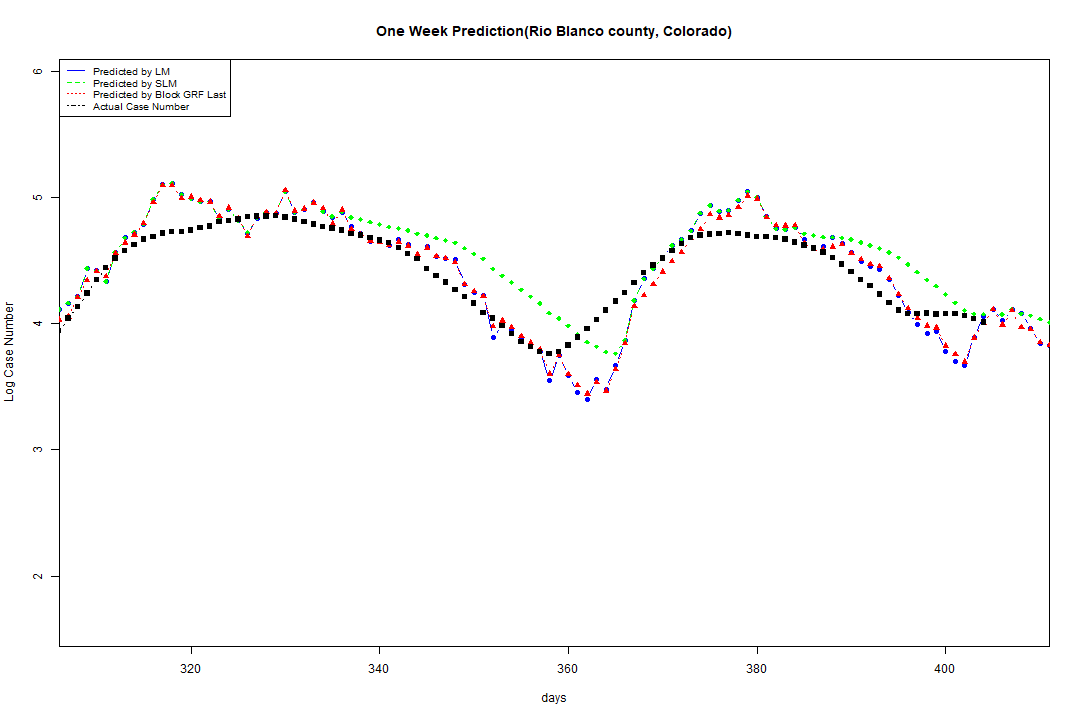 One Week Prediction(Rio Blanco county, Colorado)
Predicted by LM
Predicted by SLM
Predicted by Block GRF Last
Actual Case Number
6
5
4
3
2
Log Case Number
320 340 360 380 400
days